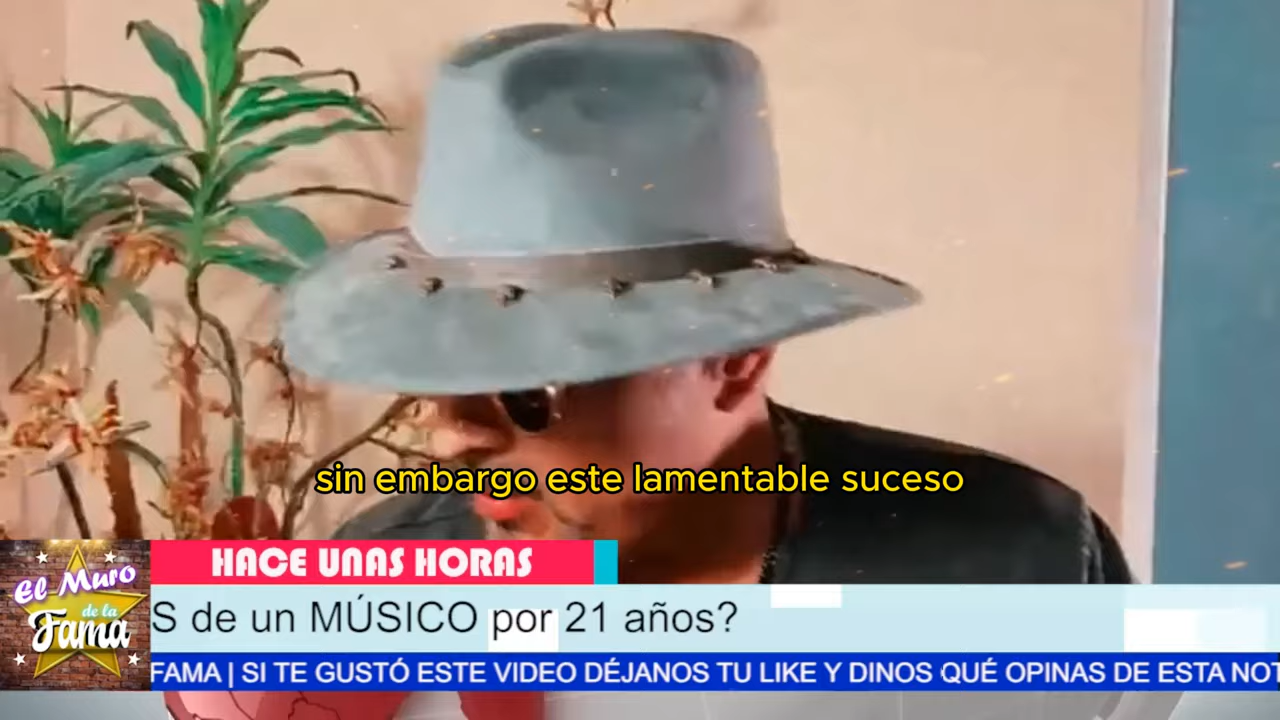 sin embargo este lamentable suceso
HACE UNAS HORAS
El Muro
de la
Fama
S de un MÚSICO por 21 años?
FAMA | SI TE GUSTÓ ESTE VIDEO DÉJANOS TU LIKE Y DINOS QUÉ OPINAS DE ESTA NOT